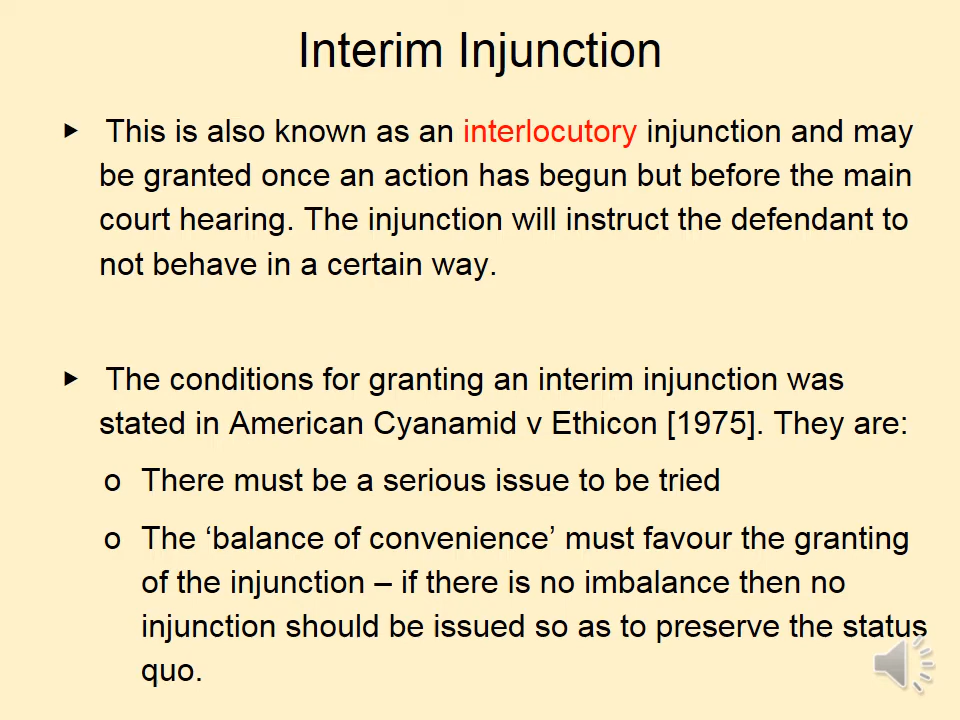 Interim Injunction
▶ This is also known as an interlocutory injunction and may
be granted once an action has begun but before the main
court hearing. The injunction will instruct the defendant to
not behave in a certain way.
▶ The conditions for granting an interim injunction was
stated in American Cyanamid v Ethicon [1975]. They are:
o There must be a serious issue to be tried
o The ‘balance of convenience’ must favour the granting
of the injunction – if there is no imbalance then no
injunction should be issued so as to preserve the status
quo.